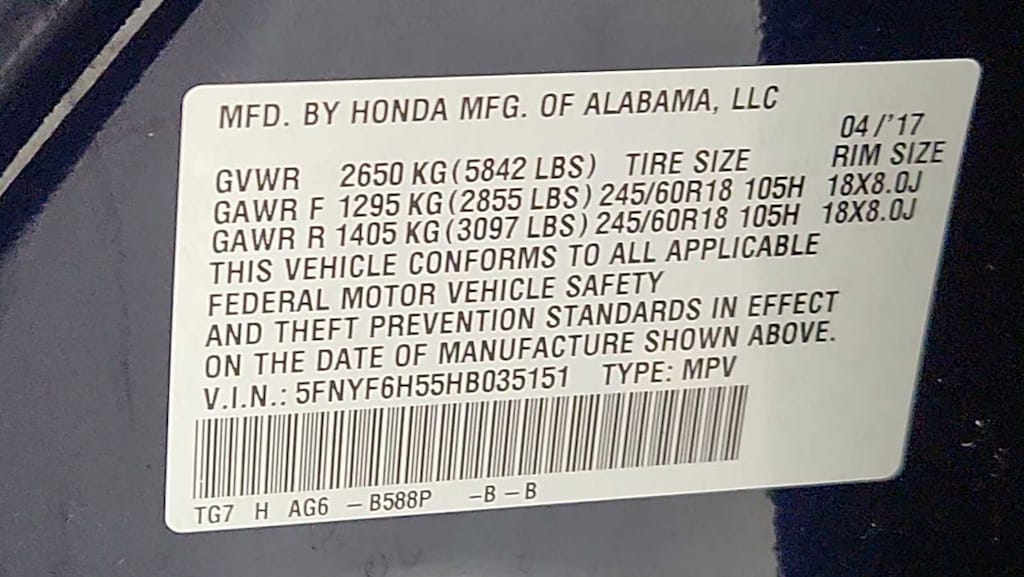 MFD. BY HONDA MFG. OF ALABAMA, LLC
04/'17
GVWR 2650 KG (5842 LBS) TIRE SIZE RIM SIZE
GAWR F 1295 KG (2855 LBS) 245/60R18 105H 18X8.0J
GAWR R 1405 KG (3097 LBS) 245/60R18 105H 18X8.0J
THIS VEHICLE CONFORMS TO ALL APPLICABLE
FEDERAL MOTOR VEHICLE SAFETY
AND THEFT PREVENTION STANDARDS IN EFFECT
ON THE DATE OF MANUFACTURE SHOWN ABOVE.
V.I.N.: 5FNYF6H55HB035151 TYPE: MPV
TG7 H AG6 – B588P –B –B